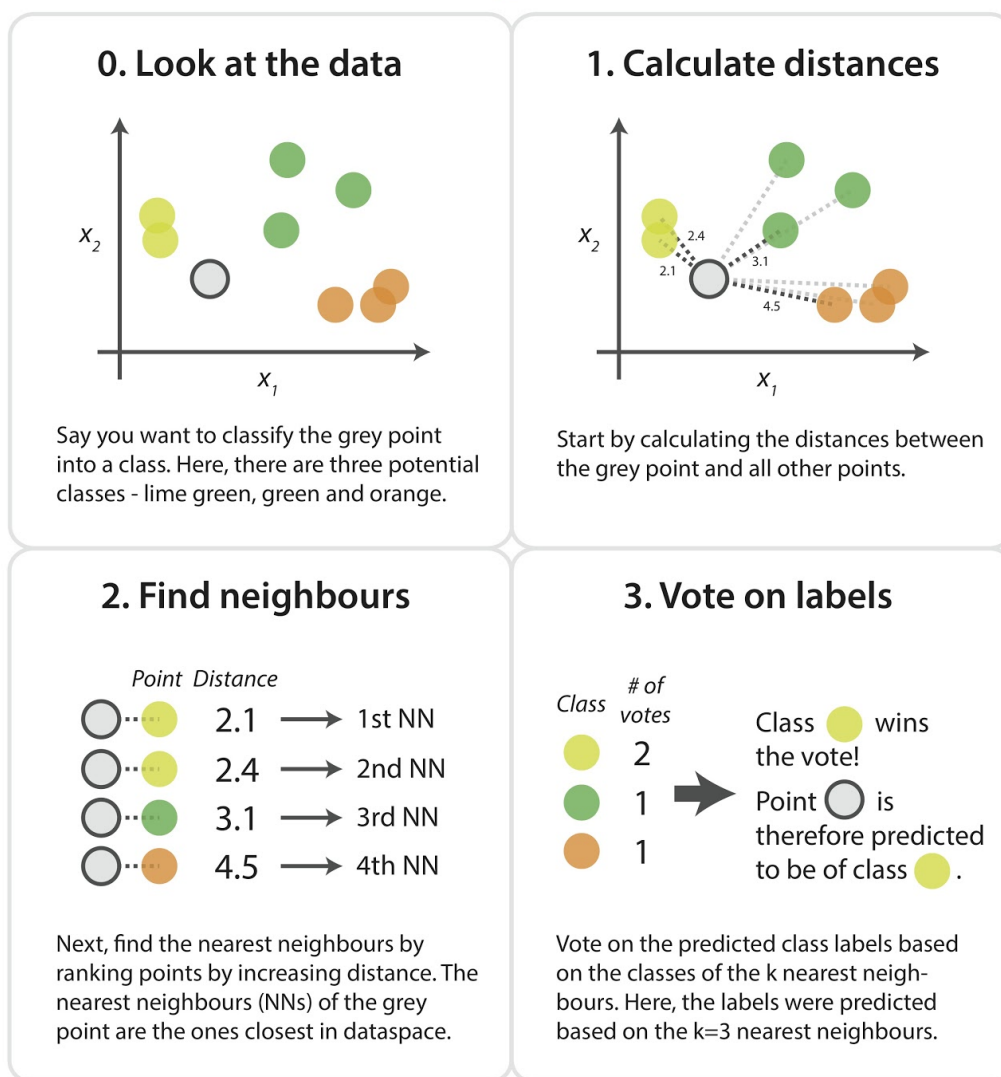 0. Look at the data
x2
x1
Say you want to classify the grey point
into a class. Here, there are three potential
classes - lime green, green and orange.
1. Calculate distances
x2
2.4
2.1
3.1
4.5
x1
Start by calculating the distances between
the grey point and all other points.
2. Find neighbours
Point Distance
2.1 1st NN
2.4 2nd NN
3.1 3rd NN
4.5 4th NN
Next, find the nearest neighbours by
ranking points by increasing distance. The
nearest neighbours (NNs) of the grey
point are the ones closest in dataspace.
3. Vote on labels
Class # of
votes
2
1
1
Class wins
the vote!
Point is
therefore predicted
to be of class .
Vote on the predicted class labels based
on the classes of the k nearest neigh-
bours. Here, the labels were predicted
based on the k=3 nearest neighbours.